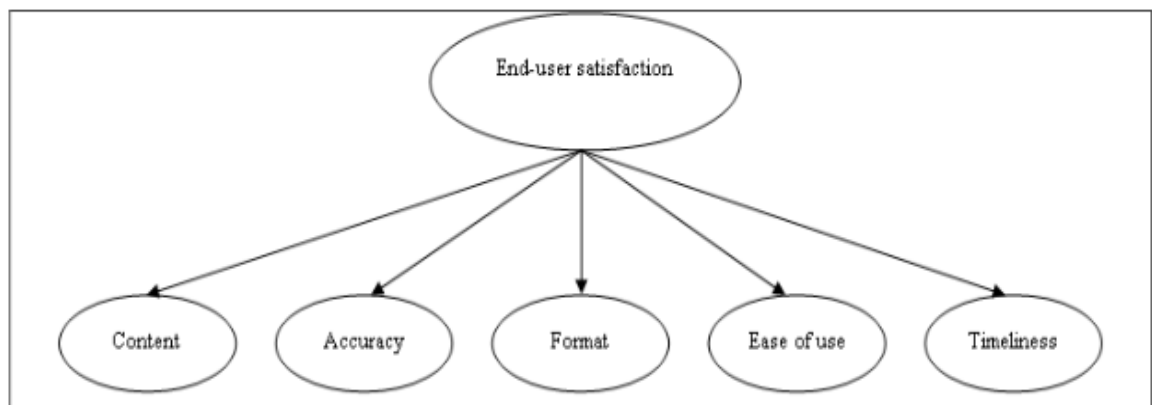 End-user satisfaction
Content
Accuracy
Format
Ease of use
Timeliness